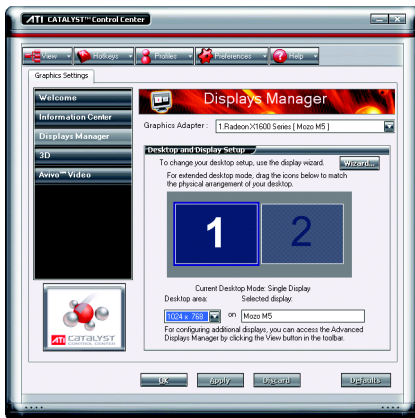 ATI CATALYST™ Control Center
View Hotkeys Profiles Preferences Help
Graphics Settings
Welcome
Information Center
Displays Manager
3D
Avivo™ Video
Displays Manager
Graphics Adapter :
1.Radeon X1600 Series [ Mozo M5 ]
Desktop and Display Setup
To change your desktop setup, use the display wizard.
Wizard...
For extended desktop mode, drag the icons below to match
the physical arrangement of your desktop.
1
2
Current Desktop Mode: Single Display
Desktop area:
Selected display:
1024 x 768
on
Mozo M5
For configuring additional displays, you can access the Advanced
Displays Manager by clicking the View button in the toolbar.
ATI CATALYST
CONTROL CENTER
OK
Apply
Discard
Defaults